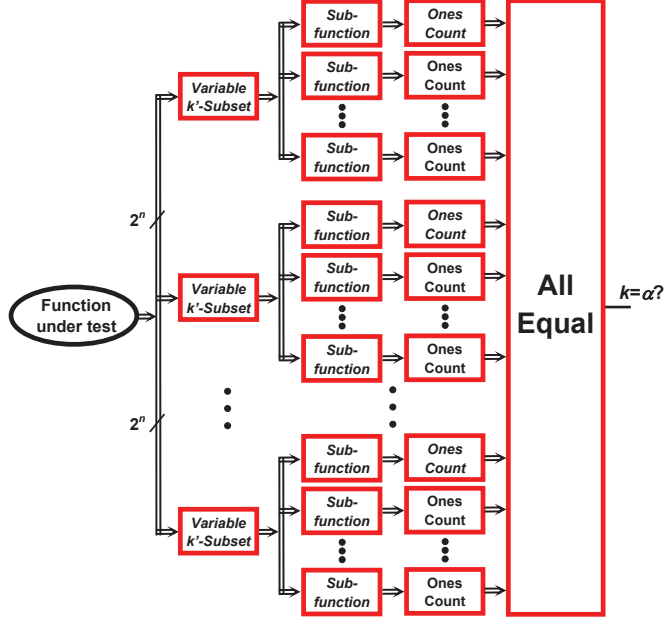 Sub-
function
Ones
Count
Variable
k'-Subset
Sub-
function
Ones
Count
Sub-
function
Ones
Count
2ⁿ
Sub-
function
Ones
Count
Function
under test
Variable
k'-Subset
Sub-
function
Ones
Count
All
Equal
k=α?
Sub-
function
Ones
Count
2ⁿ
Sub-
function
Ones
Count
Variable
k'-Subset
Sub-
function
Ones
Count
Sub-
function
Ones
Count